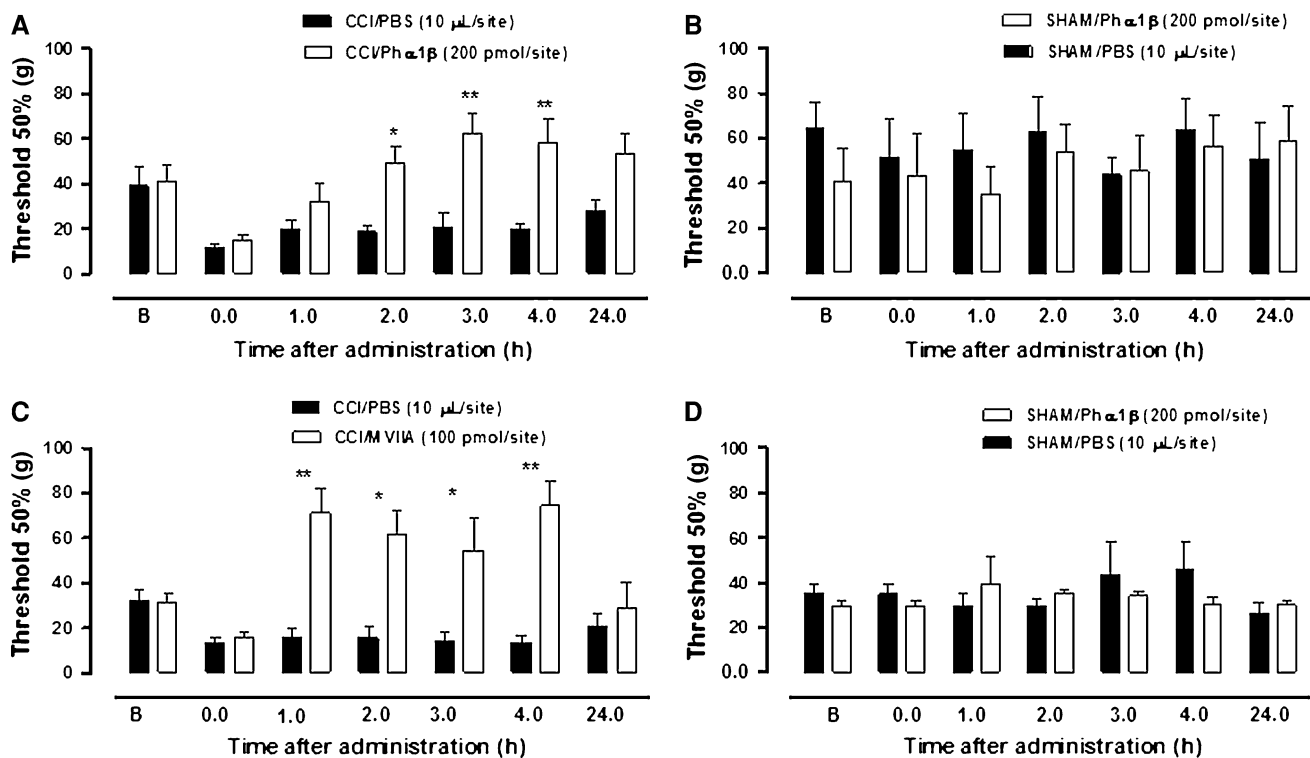 A
CCI/PBS (10 µL/site)
CCI/Phα1β (200 pmol/site)
Threshold 50% (g)
100
80
60
40
20
0
* ** **
B 0.0 1.0 2.0 3.0 4.0 24.0
Time after administration (h)
B
SHAM/Phα1β (200 pmol/site)
SHAM/PBS (10 µL/site)
Threshold 50% (g)
100
80
60
40
20
0.0
B 0.0 1.0 2.0 3.0 4.0 24.0
Time after administration (h)
C
CCI/PBS (10 µL/site)
CCI/MVIIA (100 pmol/site)
Threshold 50% (g)
100
80
60
40
20
0
** * * **
B 0.0 1.0 2.0 3.0 4.0 24.0
Time after administration (h)
D
SHAM/Phα1β (200 pmol/site)
SHAM/PBS (10 µL/site)
Threshold 50% (g)
100
80
60
40
20
0.0
B 0.0 1.0 2.0 3.0 4.0 24.0
Time after administration (h)